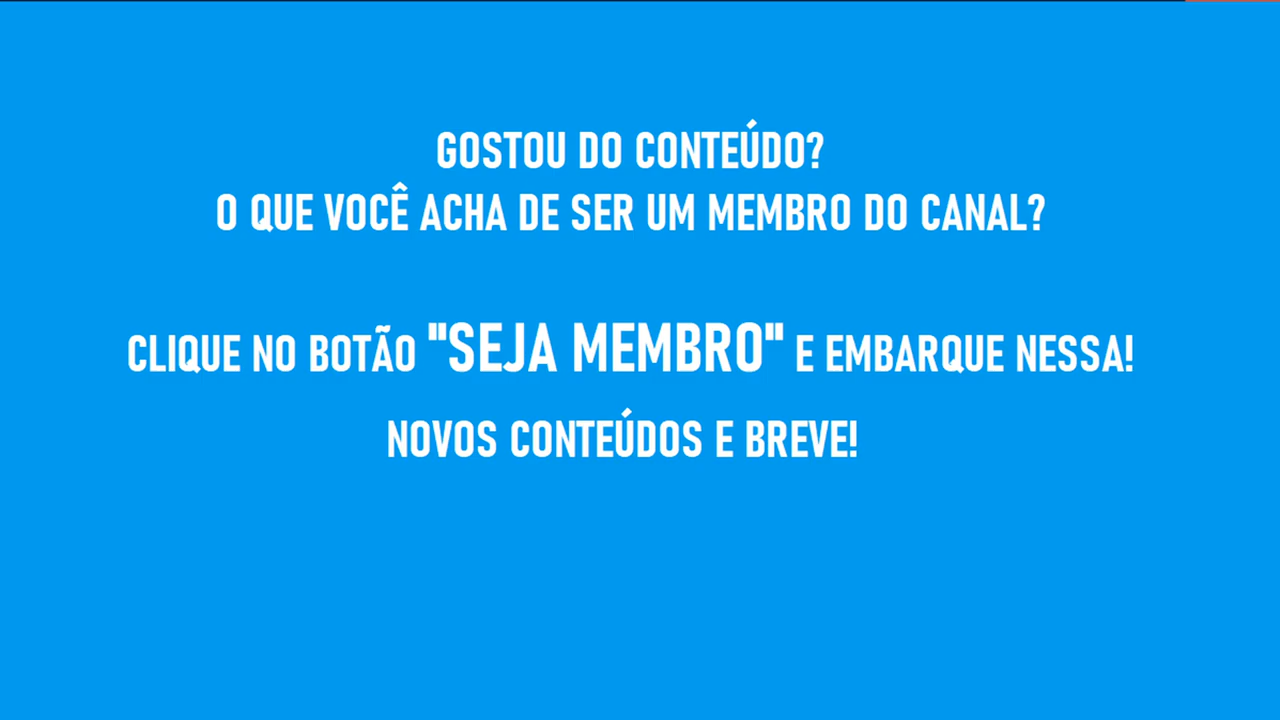 GOSTOU DO CONTEÚDO?
O QUE VOCÊ ACHA DE SER UM MEMBRO DO CANAL?
CLIQUE NO BOTÃO "SEJA MEMBRO" E EMBARQUE NESSA!
NOVOS CONTEÚDOS E BREVE!